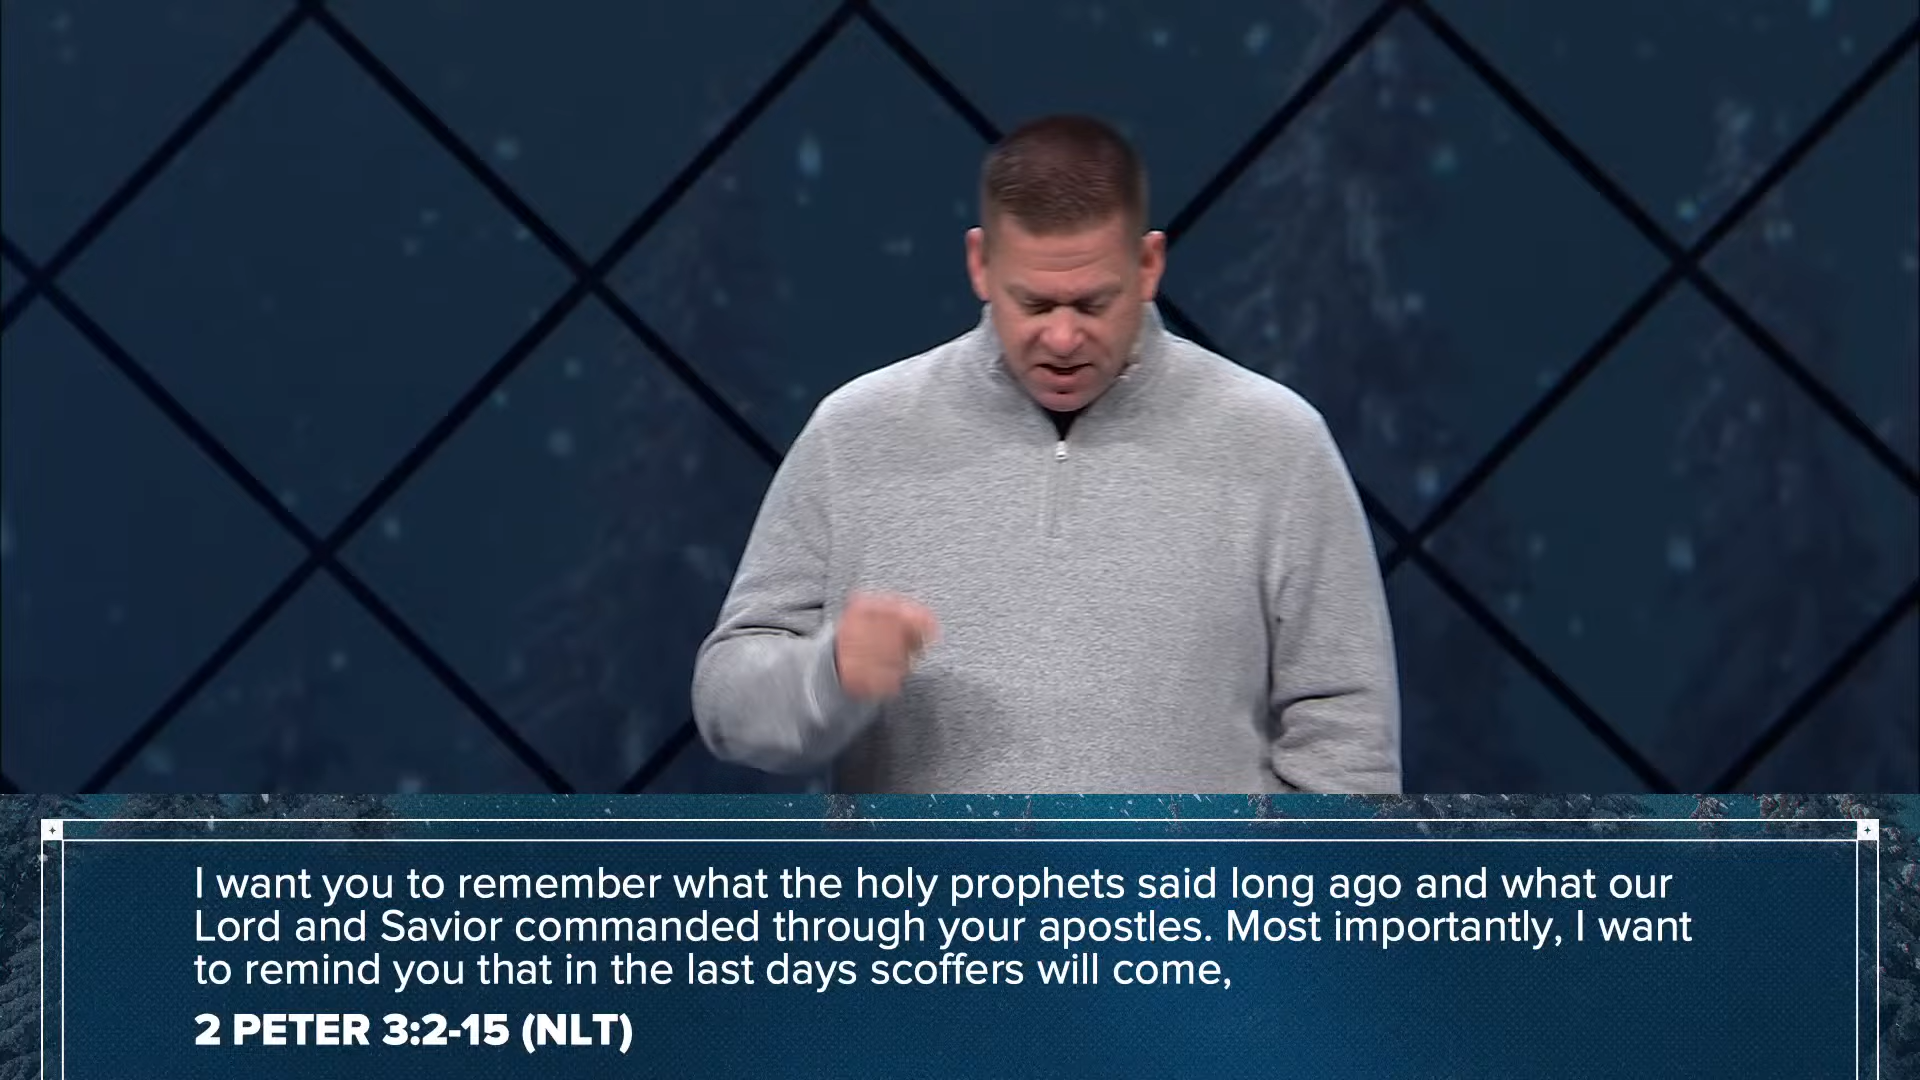 I want you to remember what the holy prophets said long ago and what our
Lord and Savior commanded through your apostles. Most importantly, I want
to remind you that in the last days scoffers will come,
2 PETER 3:2-15 (NLT)